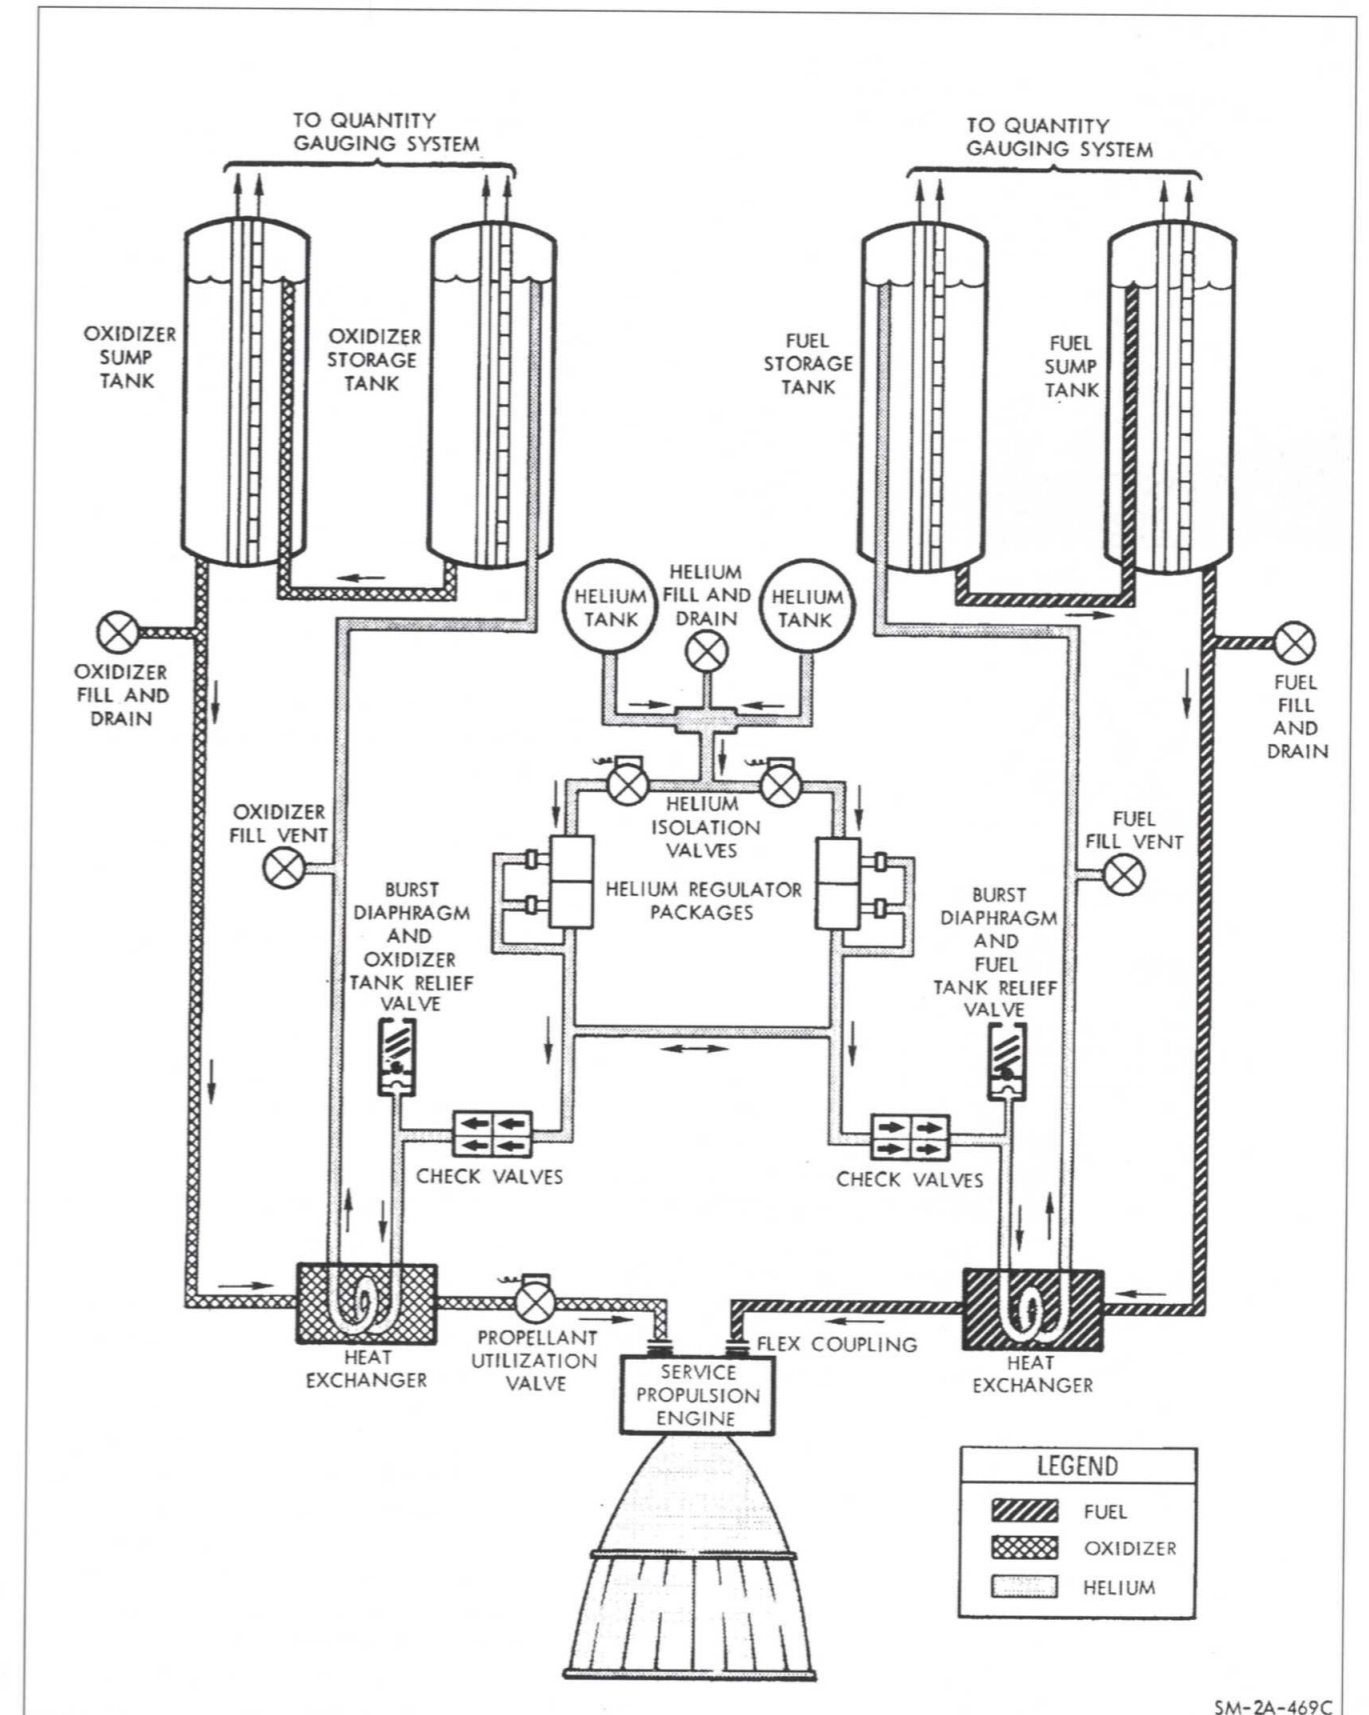 TO QUANTITY
GAUGING SYSTEM
TO QUANTITY
GAUGING SYSTEM
OXIDIZER
SUMP
TANK
OXIDIZER
STORAGE
TANK
FUEL
STORAGE
TANK
FUEL
SUMP
TANK
HELIUM
TANK
HELIUM
FILL AND
DRAIN
HELIUM
TANK
OXIDIZER
FILL AND
DRAIN
FUEL
FILL
AND
DRAIN
OXIDIZER
FILL VENT
HELIUM
ISOLATION
VALVES
FUEL
FILL VENT
BURST
DIAPHRAGM
AND
OXIDIZER
TANK RELIEF
VALVE
HELIUM REGULATOR
PACKAGES
BURST
DIAPHRAGM
AND
FUEL
TANK RELIEF
VALVE
CHECK VALVES
CHECK VALVES
HEAT
EXCHANGER
PROPELLANT
UTILIZATION
VALVE
FLEX COUPLING
HEAT
EXCHANGER
SERVICE
PROPULSION
ENGINE
LEGEND
FUEL
OXIDIZER
HELIUM
SM-2A-469C